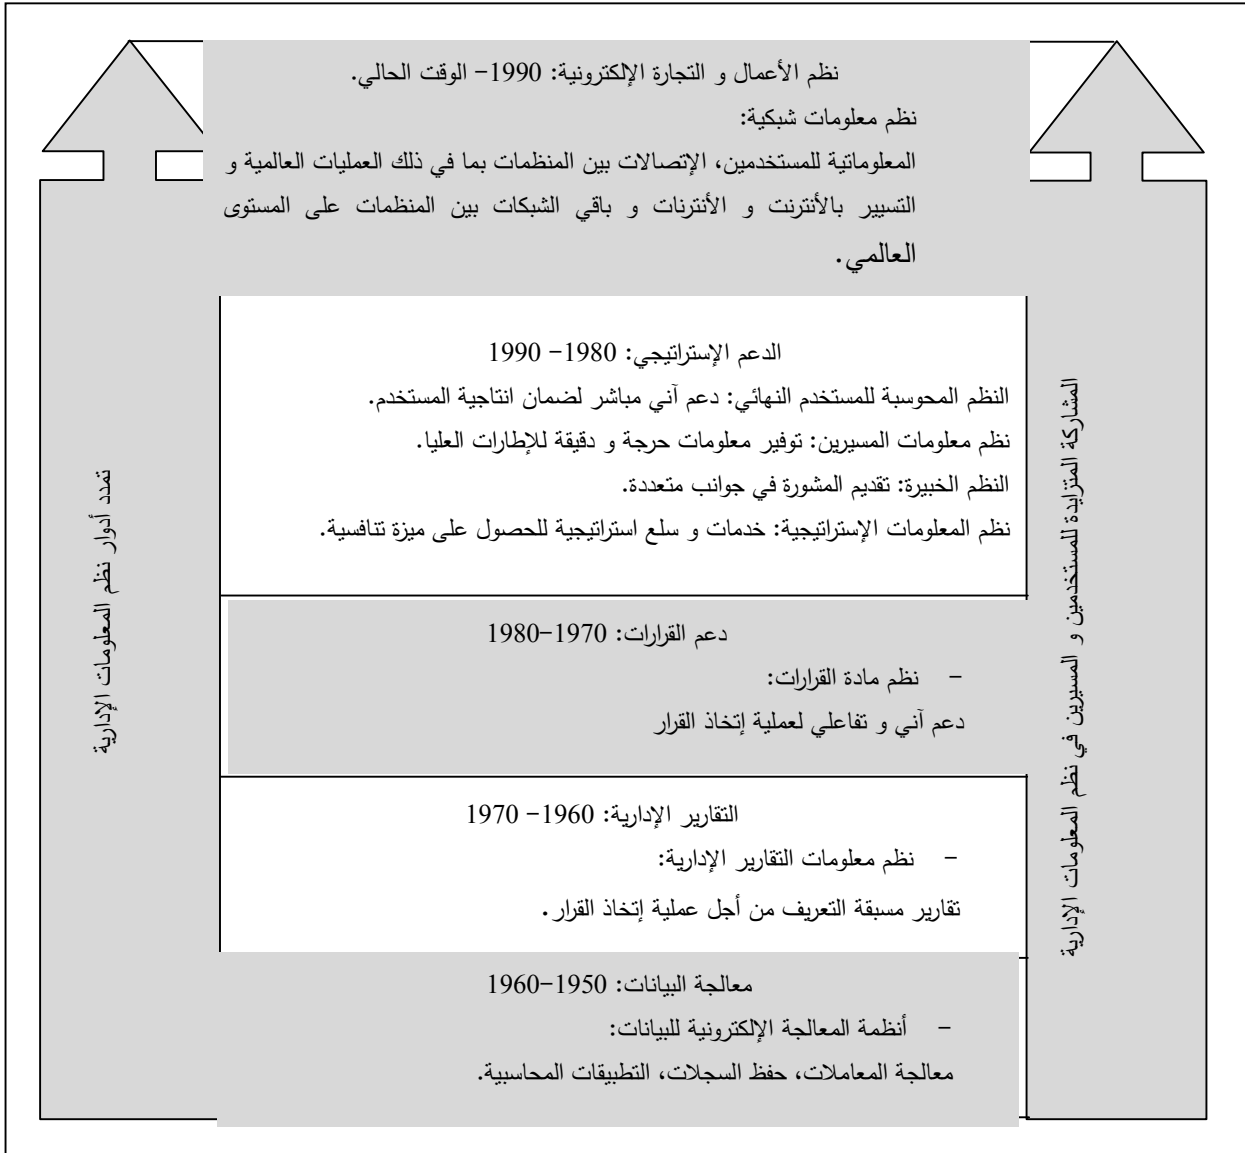 نظم الأعمال و التجارة الإلكترونية: 1990- الوقت الحالي.
نظم معلومات شبكية:
المعلوماتية للمستخدمين، الإتصالات بين المنظمات بما في ذلك العمليات العالمية و
التسيير بالأنترنت و الأنترنات و باقي الشبكات بين المنظمات على المستوى
العالمي.
الدعم الإستراتيجي: 1980- 1990
النظم المحوسبة للمستخدم النهائي: دعم آني مباشر لضمان انتاجية المستخدم.
نظم معلومات المسيرين: توفير معلومات حرجة و دقيقة للإطارات العليا.
النظم الخبيرة: تقديم المشورة في جوانب متعددة.
نظم المعلومات الإستراتيجية: خدمات و سلع استراتيجية للحصول على ميزة تنافسية.
دعم القرارات: 1970-1980
- نظم مادة القرارات:
دعم آني و تفاعلي لعملية إتخاذ القرار
التقارير الإدارية: 1960- 1970
- نظم معلومات التقارير الإدارية:
تقارير مسبقة التعريف من أجل عملية إتخاذ القرار.
معالجة البيانات: 1950-1960
- أنظمة المعالجة الإلكترونية للبيانات:
معالجة المعاملات، حفظ السجلات، التطبيقات المحاسبية.
المشاركة المتزايدة للمستخدمين و المسيرين في نظم المعلومات الإدارية
تمدد أدوار نظم المعلومات الإدارية